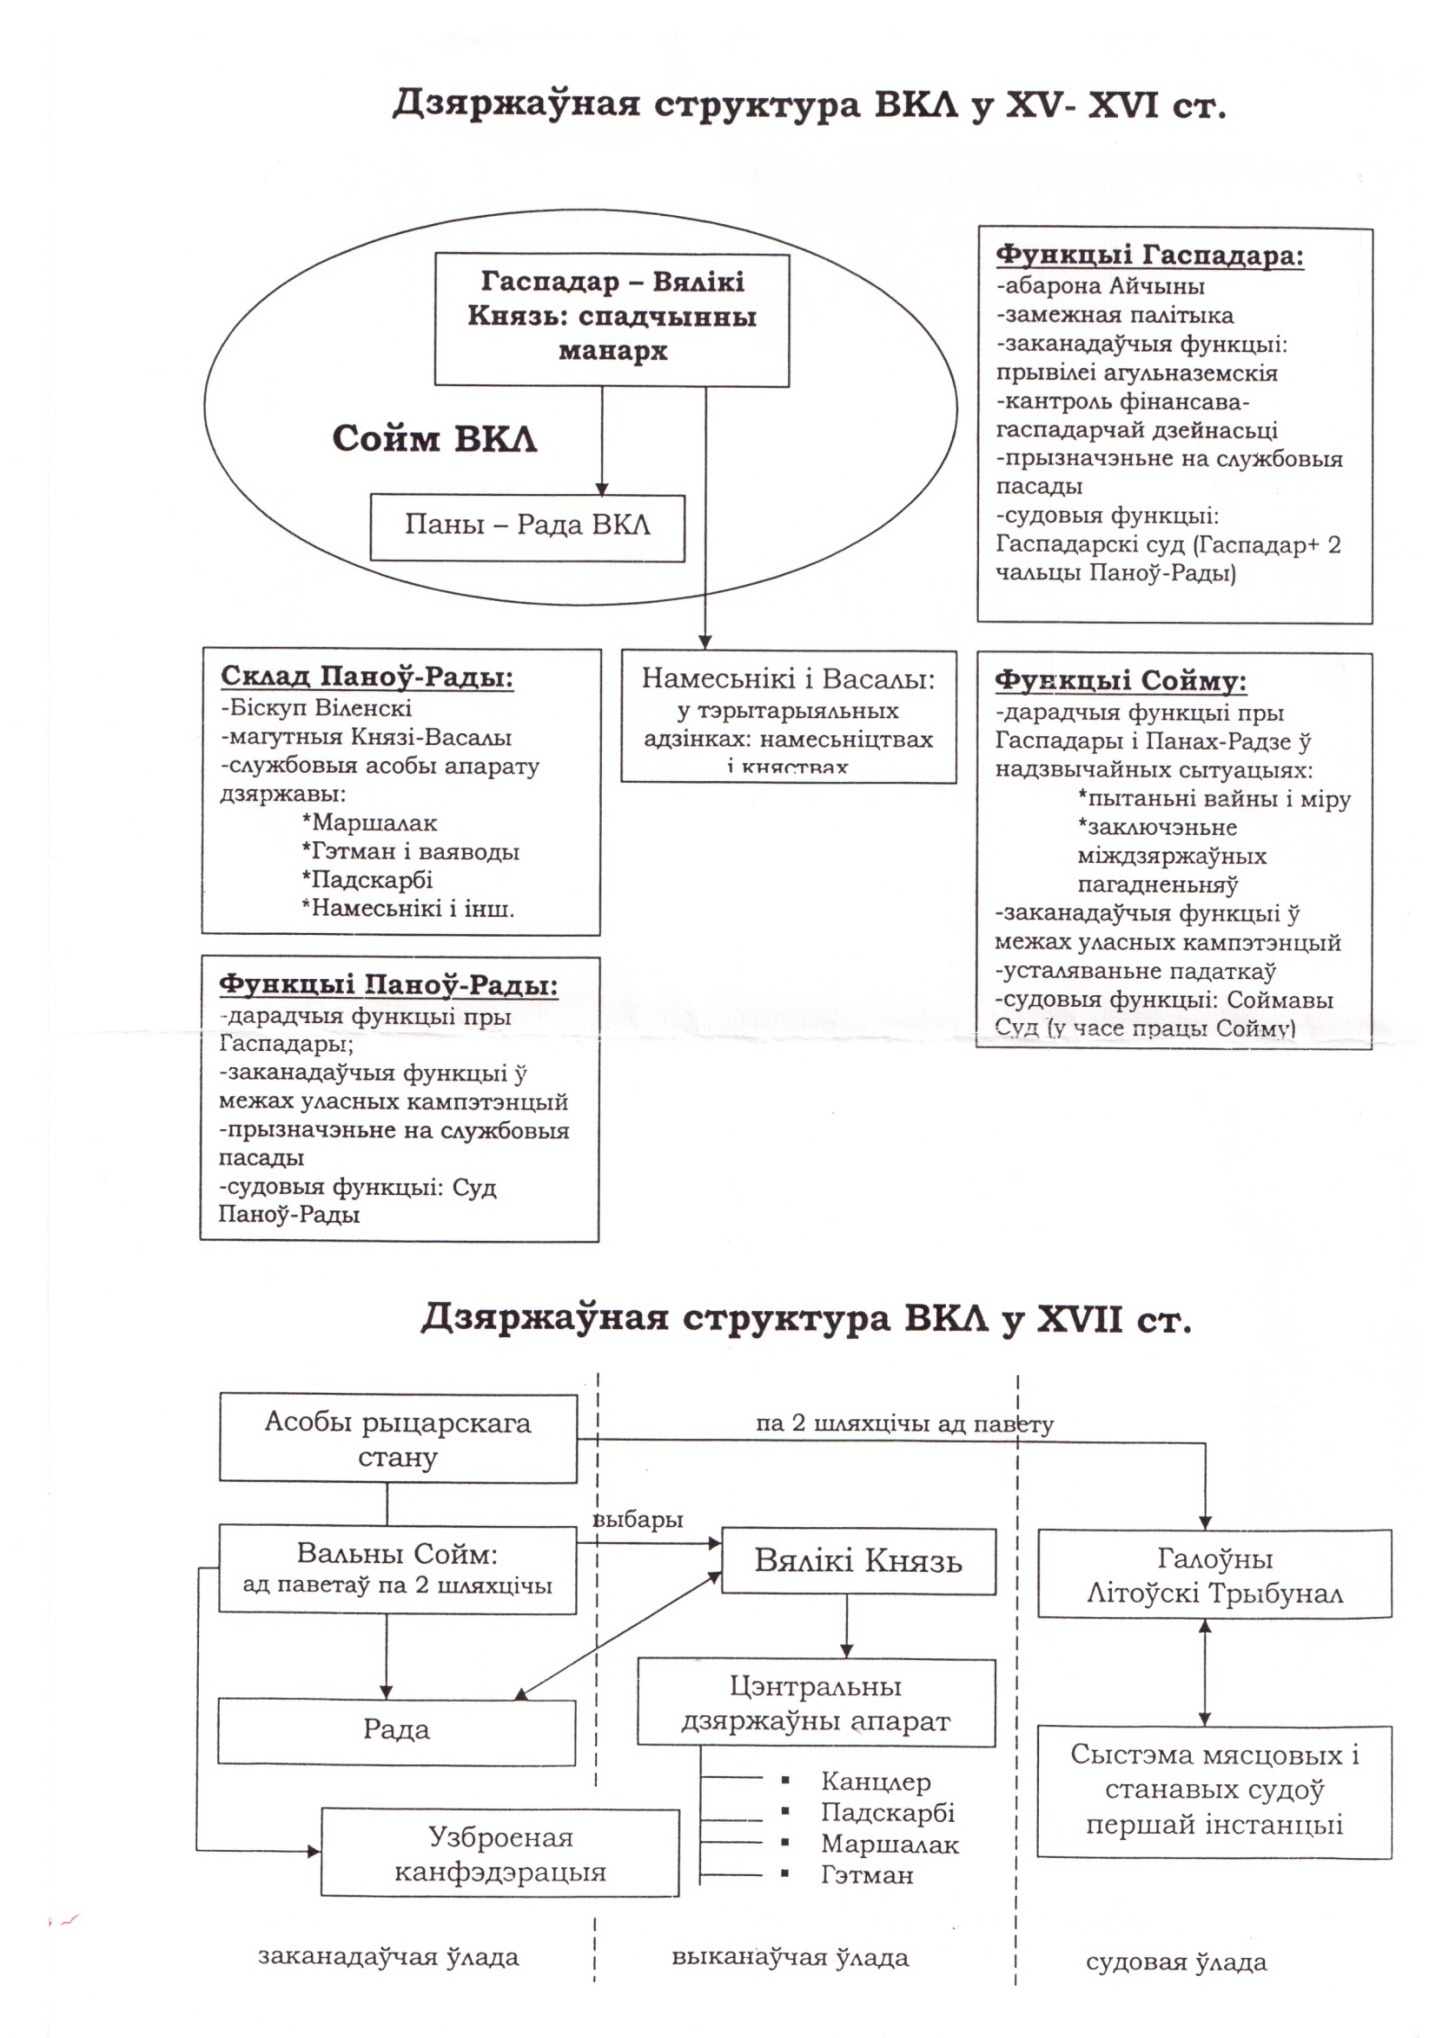 Дзяржаўная структура ВКЛ у XV- XVI ст.
Гаспадар – Вялікі
Князь: спадчынны
манарх
Сойм ВКЛ
Паны – Рада ВКЛ
Функцыі Гаспадара:
-абарона Айчыны
-замежная палітыка
-заканадаўчыя функцыі:
прывілеі агульназемскія
-кантроль фінансава-
гаспадарчай дзейнасьці
-прызначэньне на службовыя
пасады
-судовыя функцыі:
Гаспадарскі суд (Гаспадар+ 2
чальцы Паноў-Рады)
Склад Паноў-Рады:
-Біскуп Віленскі
-магутныя Князі-Васалы
-службовыя асобы апарату
дзяржавы:
*Маршалак
*Гэтман і ваяводы
*Падскарбі
*Намесьнікі і інш.
Намесьнікі і Васалы:
у тэрытарыяльных
адзінках: намесьніцтвах
і княствах
Функцыі Сойму:
-дарадчыя функцыі пры
Гаспадары і Панах-Радзе ў
надзвычайных сытуацыях:
*пытаньні вайны і міру
*заключэньне
міждзяржаўных
пагадненьняў
-заканадаўчыя функцыі ў
межах уласных кампэтэнцый
-усталяваньне падаткаў
-судовыя функцыі: Соймавы
Суд (у часе працы Сойму)
Функцыі Паноў-Рады:
-дарадчыя функцыі пры
Гаспадары;
-заканадаўчыя функцыі ў
межах уласных кампэтэнцый
-прызначэньне на службовыя
пасады
-судовыя функцыі: Суд
Паноў-Рады
Дзяржаўная структура ВКЛ у XVII ст.
Асобы рыцарскага
стану
па 2 шляхцічы ад павету
Вальны Сойм:
ад паветаў па 2 шляхцічы
выбары
Вялікі Князь
Галоўны
Літоўскі Трыбунал
Рада
Цэнтральны
дзяржаўны апарат
▪ Канцлер
▪ Падскарбі
▪ Маршалак
▪ Гэтман
Сыстэма мясцовых і
станавых судоў
першай інстанцыі
Узброеная
канфэдэрацыя
заканадаўчая ўлада
выканаўчая ўлада
судовая ўлада